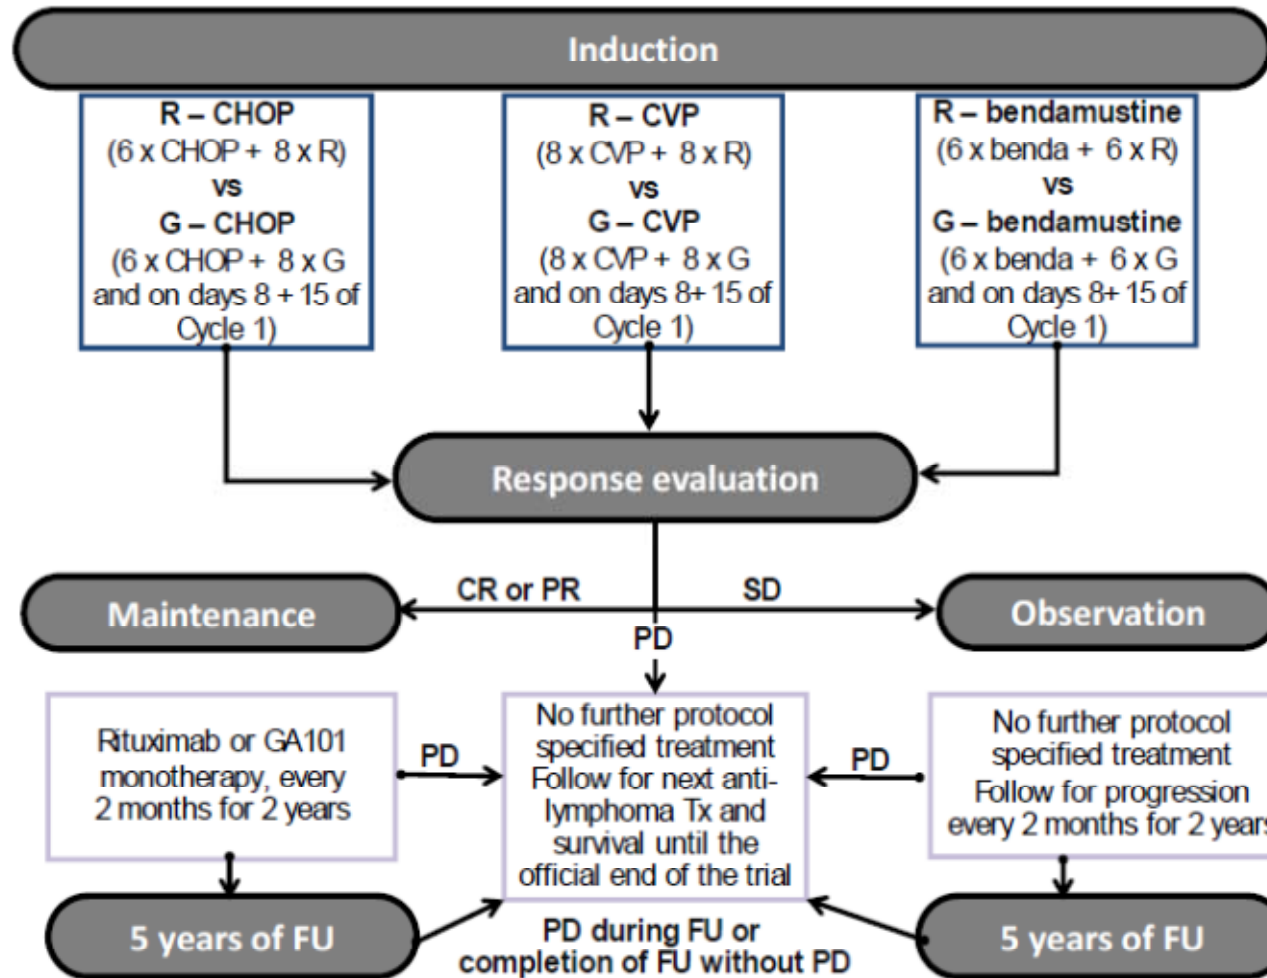 Induction
R – CHOP
(6 x CHOP + 8 x R)
vs
G – CHOP
(6 x CHOP + 8 x G
and on days 8 + 15 of
Cycle 1)
R – CVP
(8 x CVP + 8 x R)
vs
G – CVP
(8 x CVP + 8 x G
and on days 8+ 15 of
Cycle 1)
R – bendamustine
(6 x benda + 6 x R)
vs
G – bendamustine
(6 x benda + 6 x G
and on days 8+ 15 of
Cycle 1)
Response evaluation
CR or PR
SD
Maintenance
Observation
PD
Rituximab or GA101
monotherapy, every
2 months for 2 years
PD
No further protocol
specified treatment
Follow for next anti-
lymphoma Tx and
survival until the
official end of the trial
PD
No further protocol
specified treatment
Follow for progression
every 2 months for 2 years
5 years of FU
PD during FU or
completion of FU without PD
5 years of FU